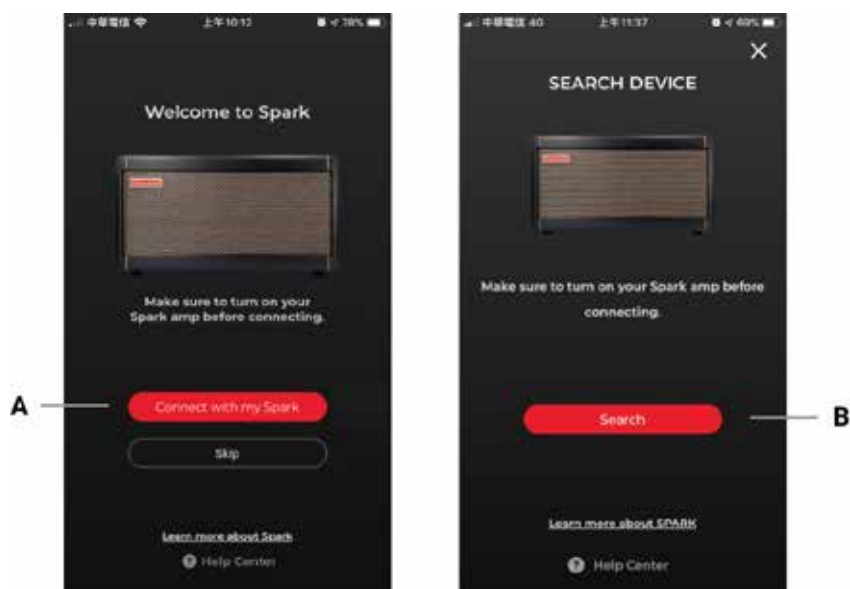 中華電信
上午10:12
78%
Welcome to Spark
Make sure to turn on your
Spark amp before connecting.
A
Connect with my Spark
Skip
Learn more about Spark
? Help Center
中華電信 4G
上午11:37
69%
×
SEARCH DEVICE
Make sure to turn on your Spark amp before
connecting.
Search
B
Learn more about SPARK
? Help Center